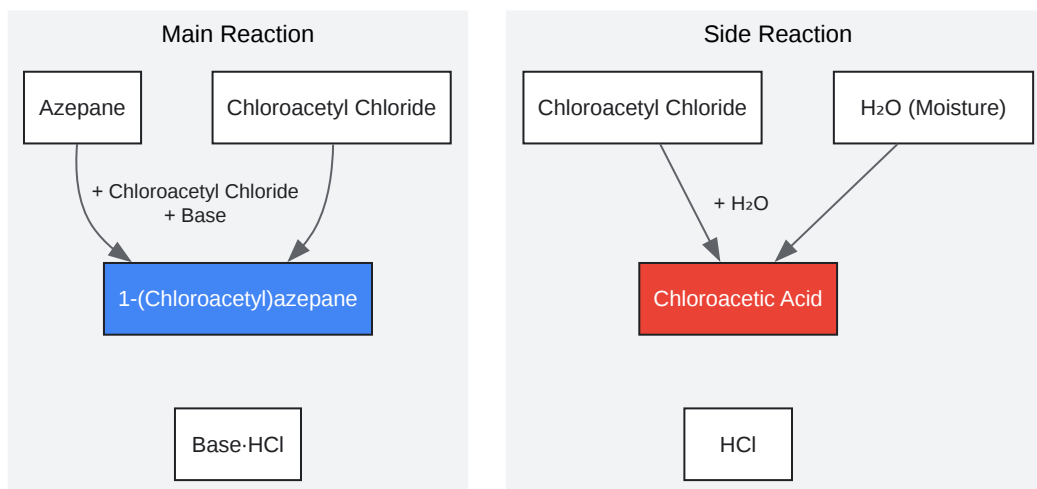 Main Reaction
Azepane
Chloroacetyl Chloride
+ Chloroacetyl Chloride
+ Base
1-(Chloroacetyl)azepane
Base·HCl
Side Reaction
Chloroacetyl Chloride
H₂O (Moisture)
+ H₂O
Chloroacetic Acid
HCl